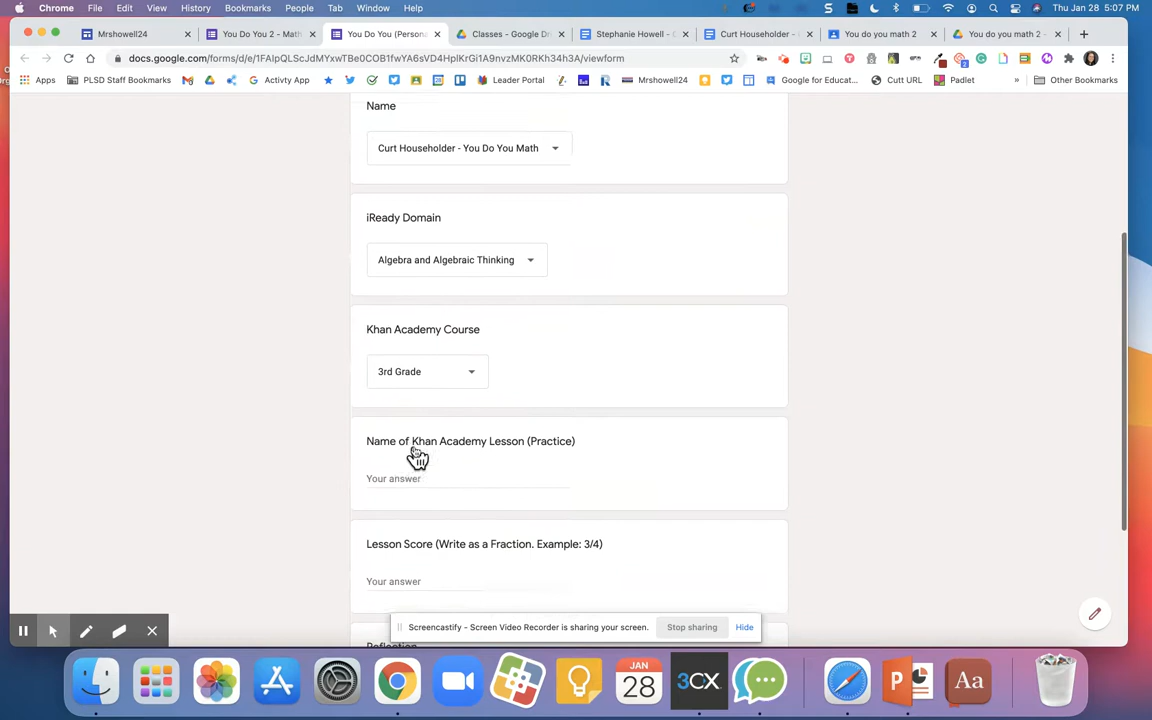 Chrome File Edit View History Bookmarks People Tab Window Help Thu Jan 28 5:07 PM
Mrshowell24 You Do You 2 - Math You Do You (Persona Classes - Google Dr Stephanie Howell - Curt Householder - You do you math 2 You do you math 2 -
docs.google.com/forms/d/e/1FAIpQLScJdMYxwTBe0COB1fwYA6sVD4HplKrGi1A9nvzMK0RKh34h3A/viewform
Apps PLSD Staff Bookmarks Activty App Leader Portal Mrshowell24 Google for Educat... Cutt URL Padlet » Other Bookmarks
Name
Curt Householder - You Do You Math
iReady Domain
Algebra and Algebraic Thinking
Khan Academy Course
3rd Grade
Name of Khan Academy Lesson (Practice)
Your answer
Lesson Score (Write as a Fraction. Example: 3/4)
Your answer
Screencastify - Screen Video Recorder is sharing your screen. Stop sharing Hide
Reflection
JAN
28
3CX
Aa